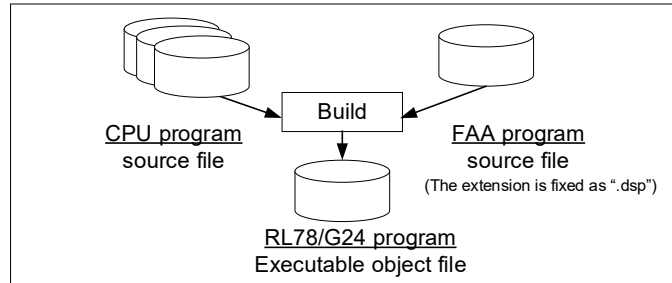 Build
CPU program
source file
FAA program
source file
(The extension is fixed as “.dsp”)
RL78/G24 program
Executable object file